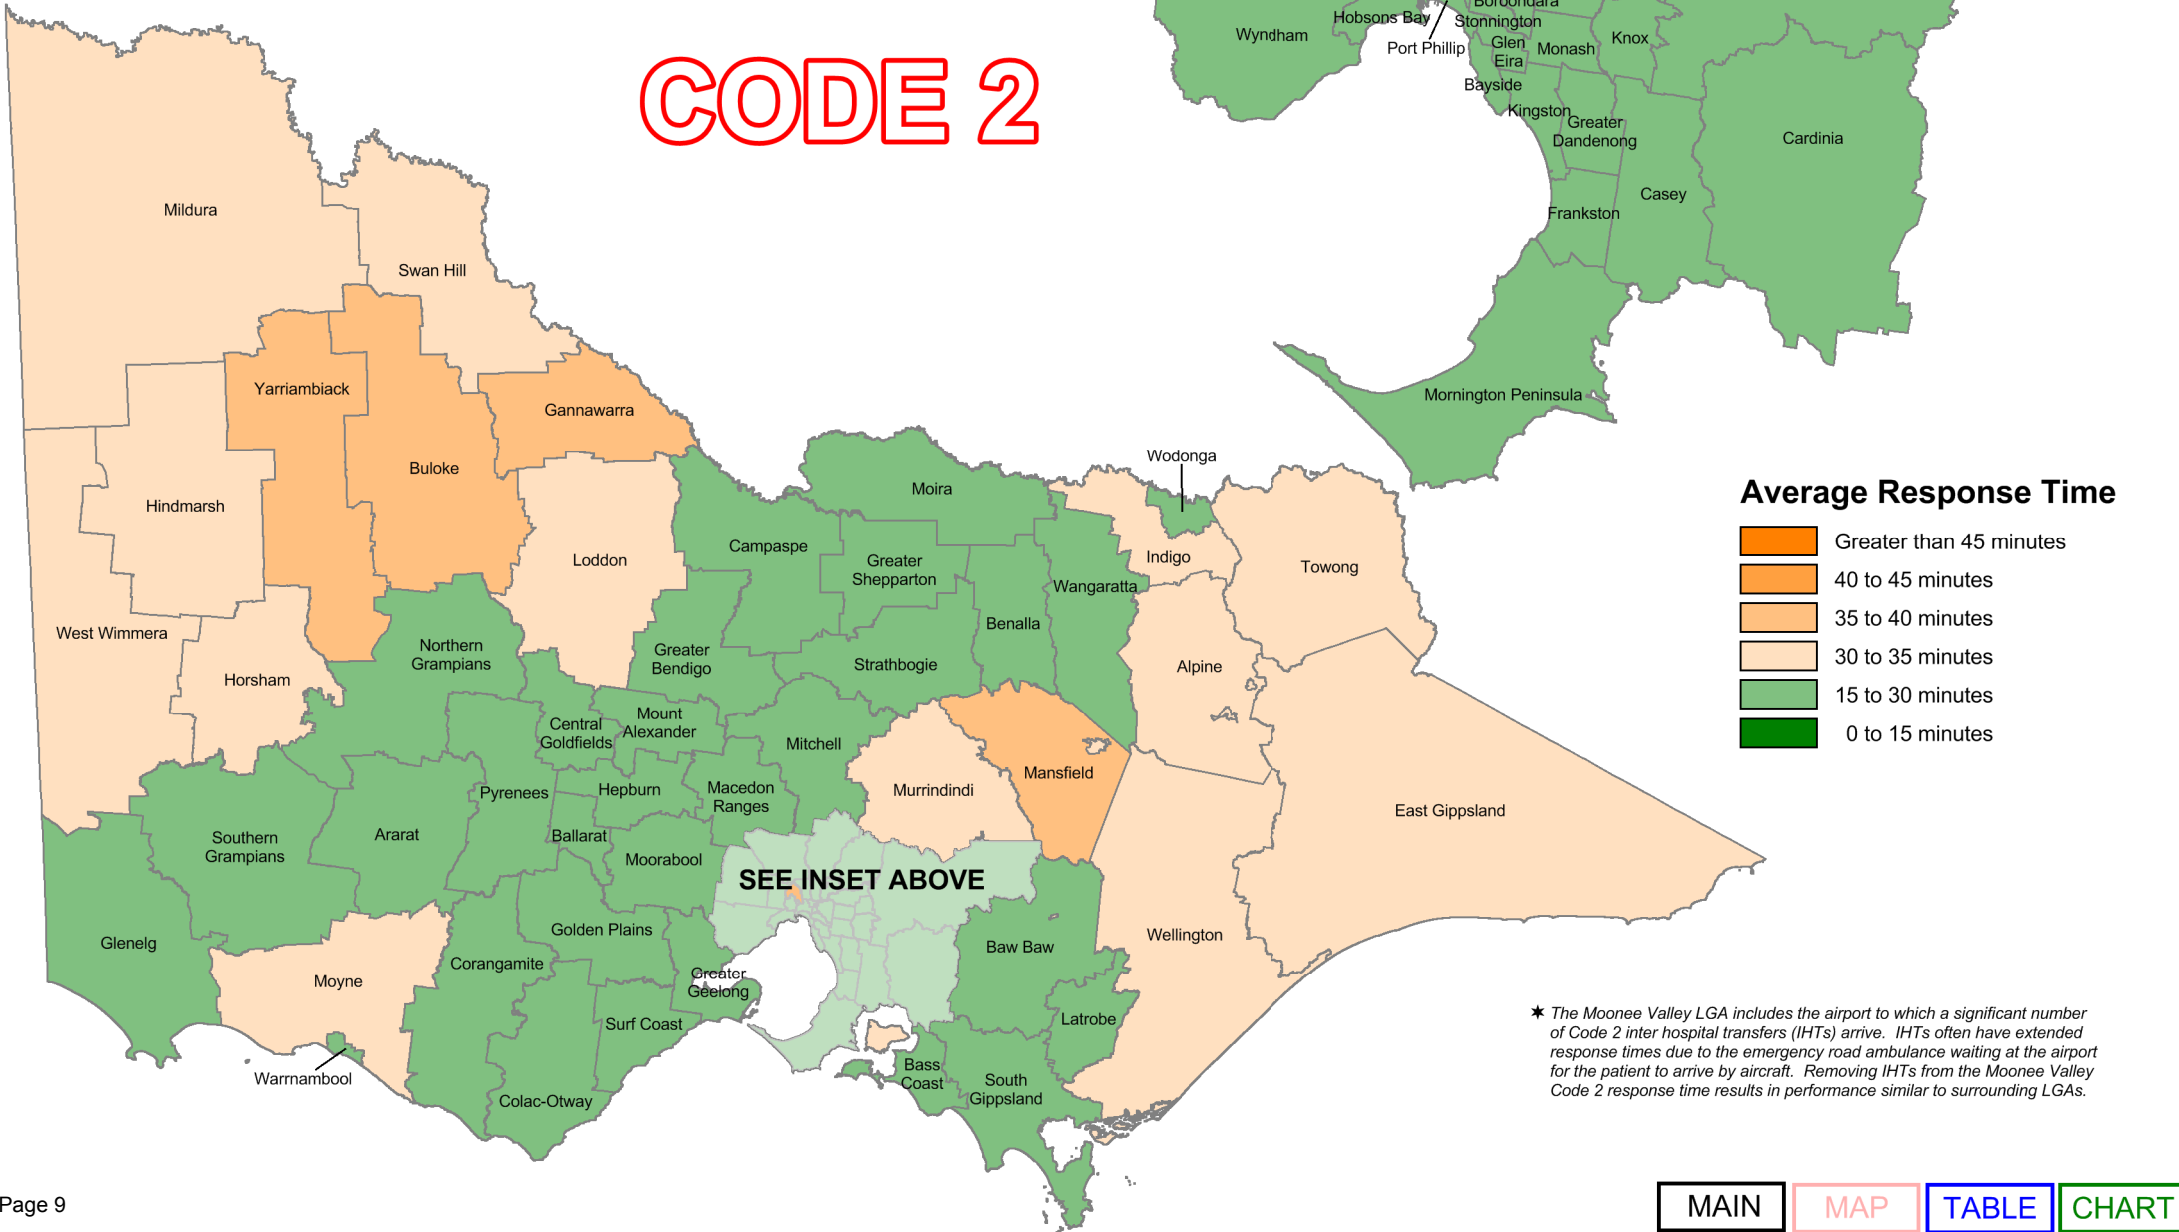 Boroondara
Hobsons Bay
Stonnington
Wyndham
Port Phillip
Glen
Eira
Monash
Knox
Bayside
Kingston
Greater
Dandenong
Cardinia
Casey
Frankston
Mornington Peninsula
CODE 2
Mildura
Swan Hill
Yarriambiack
Gannawarra
Buloke
Hindmarsh
Loddon
West Wimmera
Horsham
Northern
Grampians
Wodonga
Moira
Campaspe
Greater
Shepparton
Wangaratta
Indigo
Towong
Benalla
Greater
Bendigo
Strathbogie
Alpine
Central
Goldfields
Mount
Alexander
Mitchell
Mansfield
Murrindindi
Pyrenees
Hepburn
Macedon
Ranges
East Gippsland
Southern
Grampians
Ararat
Ballarat
Moorabool
SEE INSET ABOVE
Glenelg
Golden Plains
Wellington
Baw Baw
Moyne
Corangamite
Greater
Geelong
Surf Coast
Latrobe
Warrnambool
Colac-Otway
Bass
Coast
South
Gippsland
Average Response Time
Greater than 45 minutes
40 to 45 minutes
35 to 40 minutes
30 to 35 minutes
15 to 30 minutes
0 to 15 minutes
✶ The Moonee Valley LGA includes the airport to which a significant number
of Code 2 inter hospital transfers (IHTs) arrive. IHTs often have extended
response times due to the emergency road ambulance waiting at the airport
for the patient to arrive by aircraft. Removing IHTs from the Moonee Valley
Code 2 response time results in performance similar to surrounding LGAs.
Page 9
MAIN
MAP
TABLE
CHART